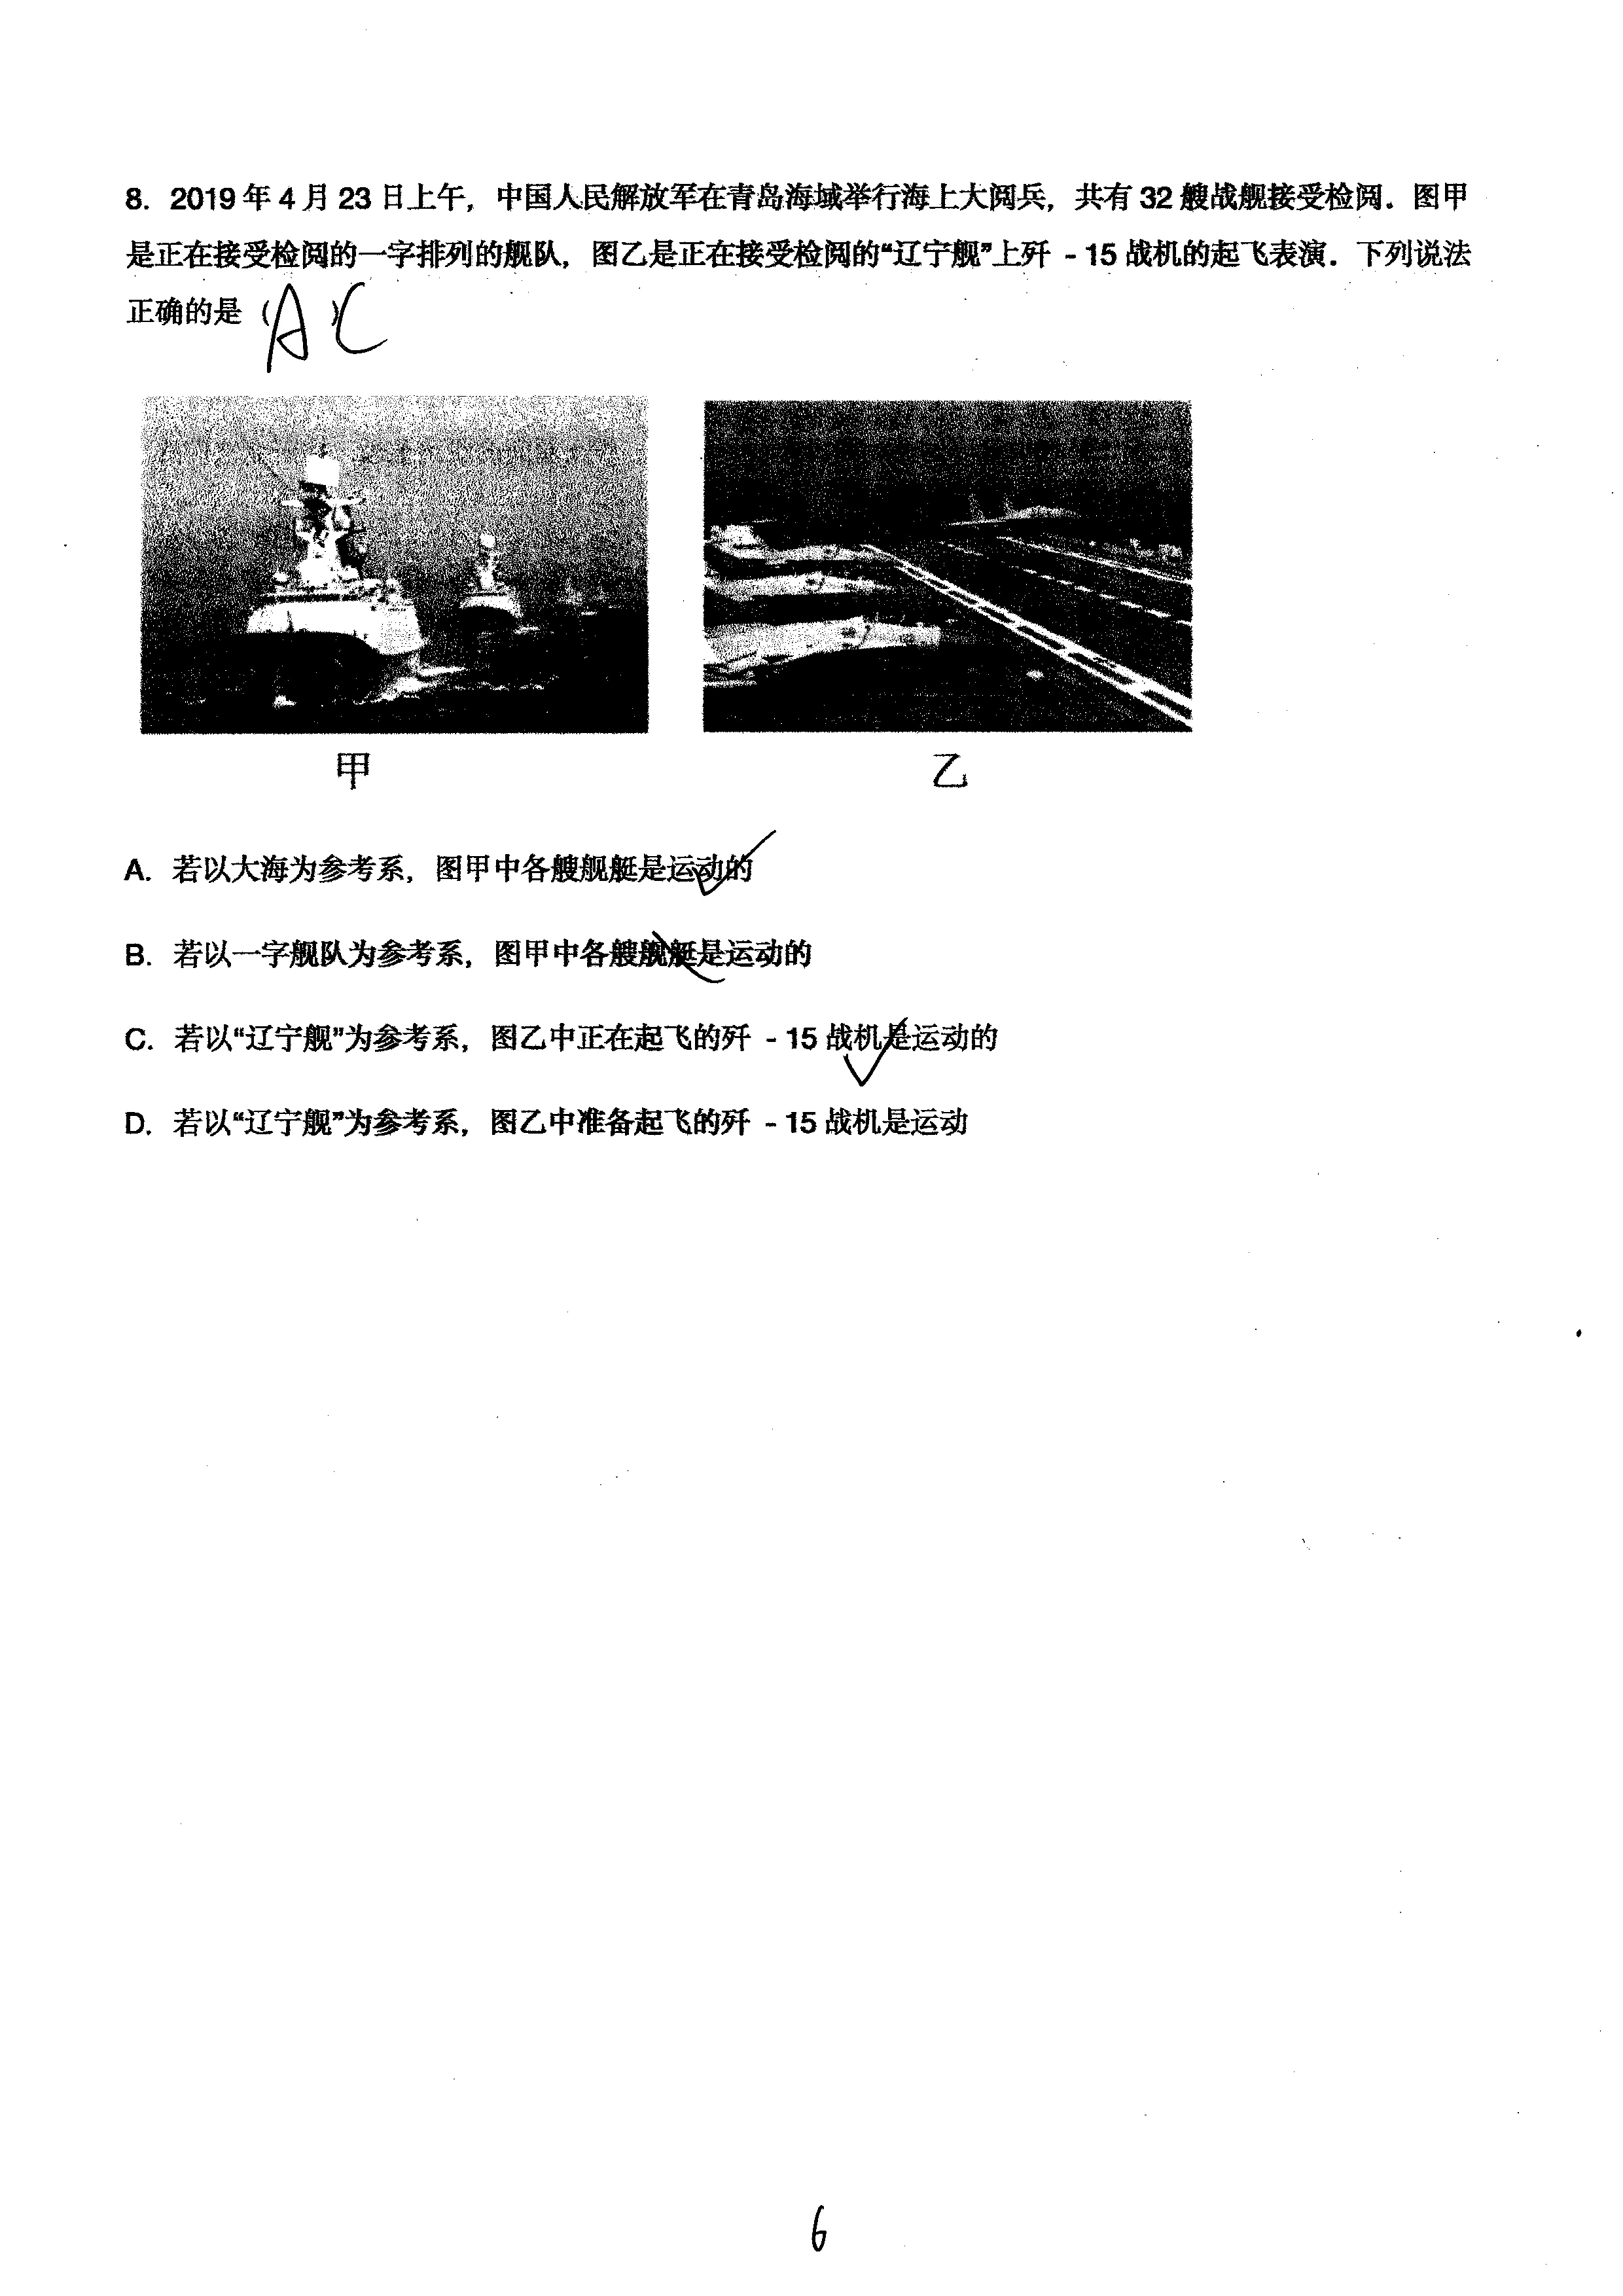 8. 2019 年 4 月 23 日上午，中国人民解放军在青岛海域举行海上大阅兵，共有 32 艘战舰接受检阅．图甲
是正在接受检阅的一字排列的舰队，图乙是正在接受检阅的“辽宁舰”上歼 - 15 战机的起飞表演．下列说法
正确的是（ AC ）
甲
乙
A. 若以大海为参考系，图甲中各艘舰艇是运动的
B. 若以一字舰队为参考系，图甲中各艘舰艇是运动的
C. 若以“辽宁舰”为参考系，图乙中正在起飞的歼 - 15 战机是运动的
D. 若以“辽宁舰”为参考系，图乙中准备起飞的歼 - 15 战机是运动
6